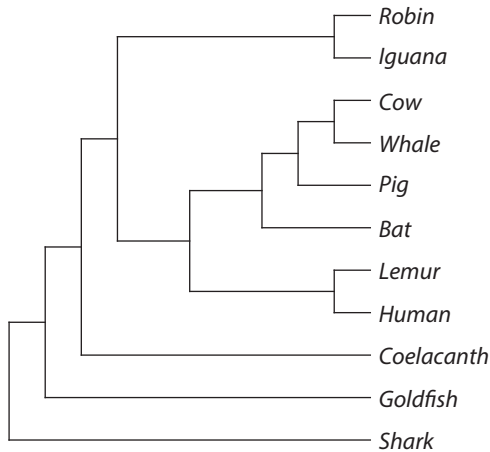 Robin
Iguana
Cow
Whale
Pig
Bat
Lemur
Human
Coelacanth
Goldfish
Shark